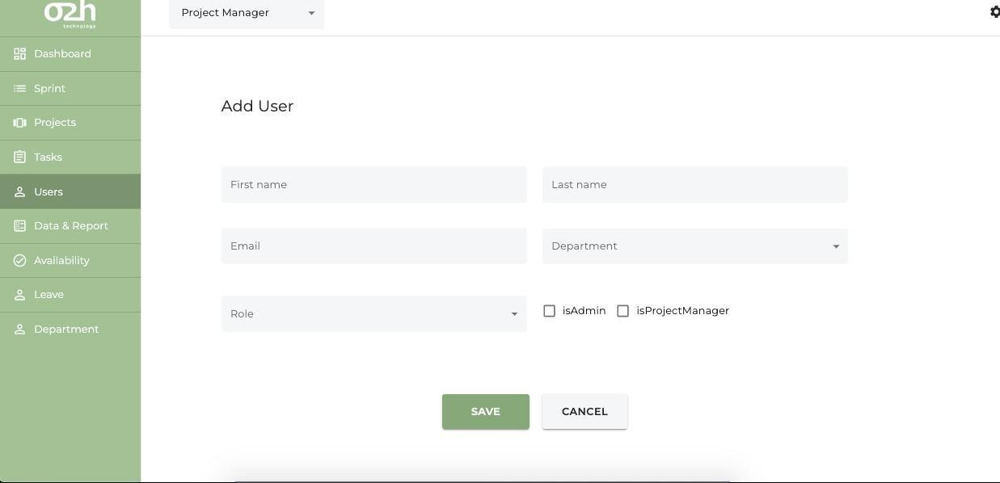 o2h
technology
Project Manager
Dashboard
Sprint
Projects
Tasks
Users
Data & Report
Availability
Leave
Department
Add User
First name
Last name
Email
Department
Role
isAdmin
isProjectManager
SAVE
CANCEL